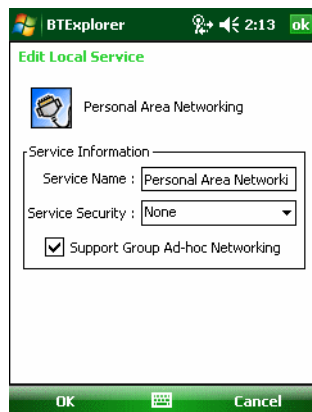 BTExplorer 2:13 ok
Edit Local Service
Personal Area Networking
Service Information
Service Name : Personal Area Networki
Service Security : None
Support Group Ad-hoc Networking
OK Cancel